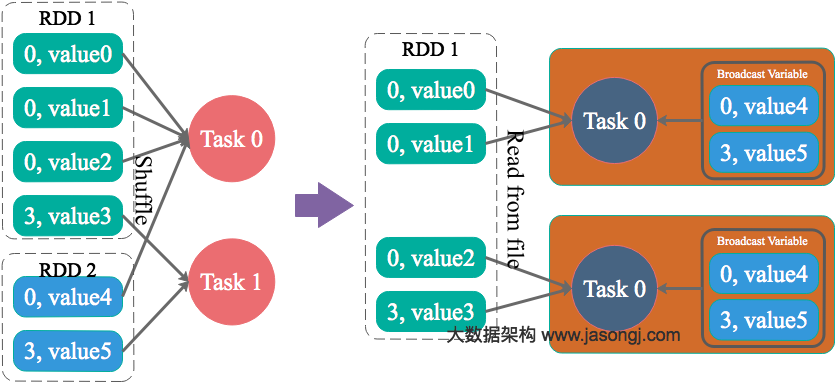 RDD 1
0, value0
0, value1
0, value2
3, value3
Shuffle
RDD 2
0, value4
3, value5
Task 0
Task 1
RDD 1
0, value0
0, value1
0, value2
3, value3
Read from file
Task 0
Broadcast Variable
0, value4
3, value5
Task 0
Broadcast Variable
0, value4
3, value5
大数据架构 www.jasongj.com